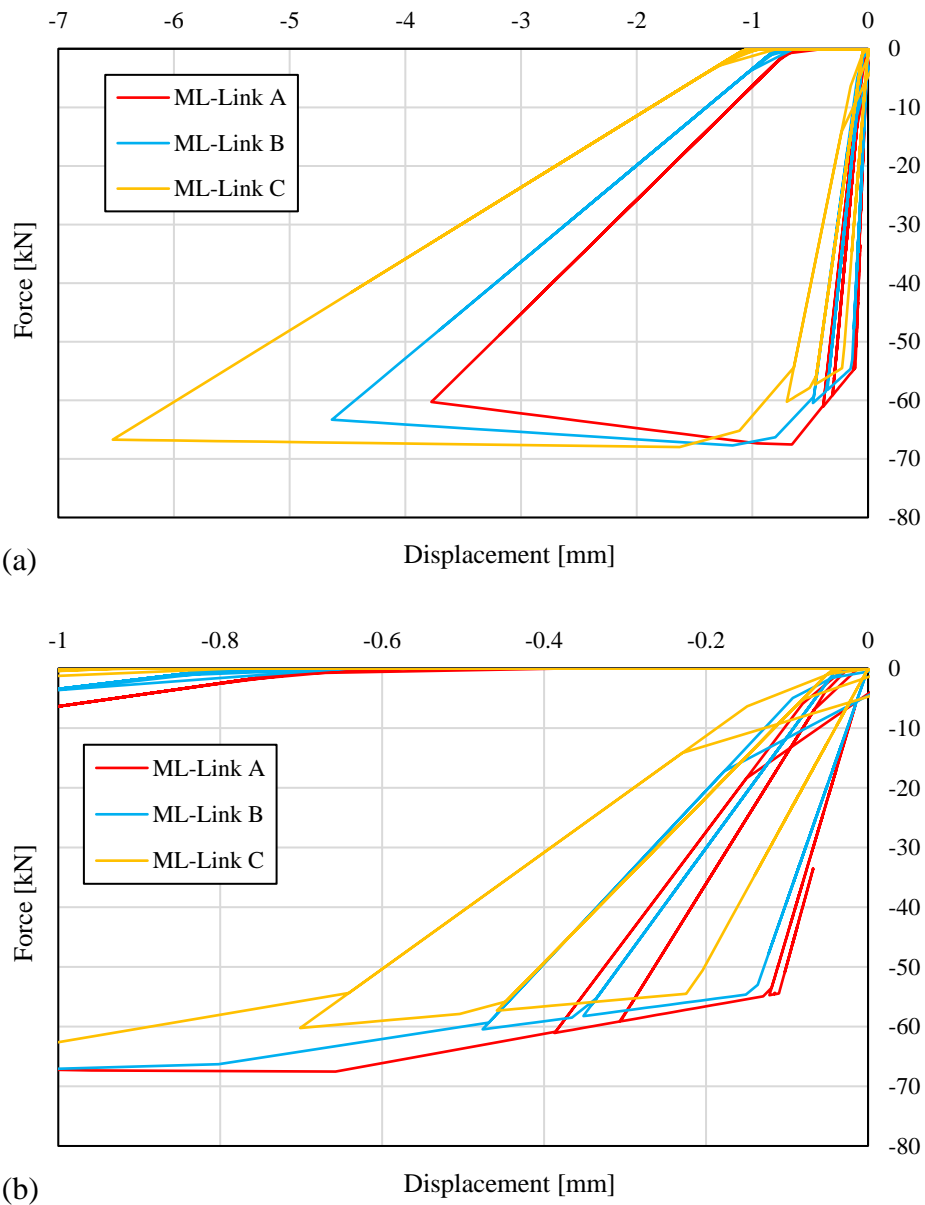 -7 -6 -5 -4 -3 -2 -1 0
0
-10
-20
-30
-40
-50
-60
-70
-80
ML-Link A
ML-Link B
ML-Link C
Force [kN]
Displacement [mm]
(a)
-1 -0.8 -0.6 -0.4 -0.2 0
0
-10
-20
-30
-40
-50
-60
-70
-80
ML-Link A
ML-Link B
ML-Link C
Force [kN]
Displacement [mm]
(b)